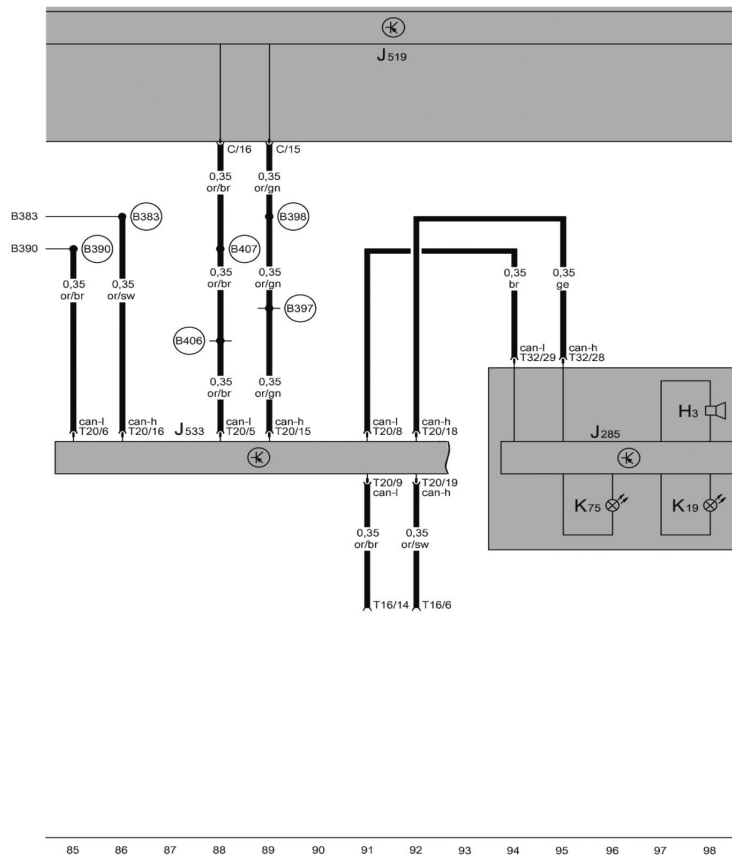 J519
C/16 C/15
0,35 0,35
or/br or/gn
B383 B383 B398
B390 B390 B407
0,35 0,35 0,35 0,35 0,35 0,35
or/br or/sw or/br or/gn br ge
B397
B406
can-l can-h
T32/29 T32/28
0,35 0,35
or/br or/gn
H3
can-l can-h J533 can-l can-h can-l can-h J285
T20/6 T20/16 T20/5 T20/15 T20/8 T20/18
T20/9 T20/19
can-l can-h
K75 K19
0,35 0,35
or/br or/sw
T16/14 T16/6
85 86 87 88 89 90 91 92 93 94 95 96 97 98